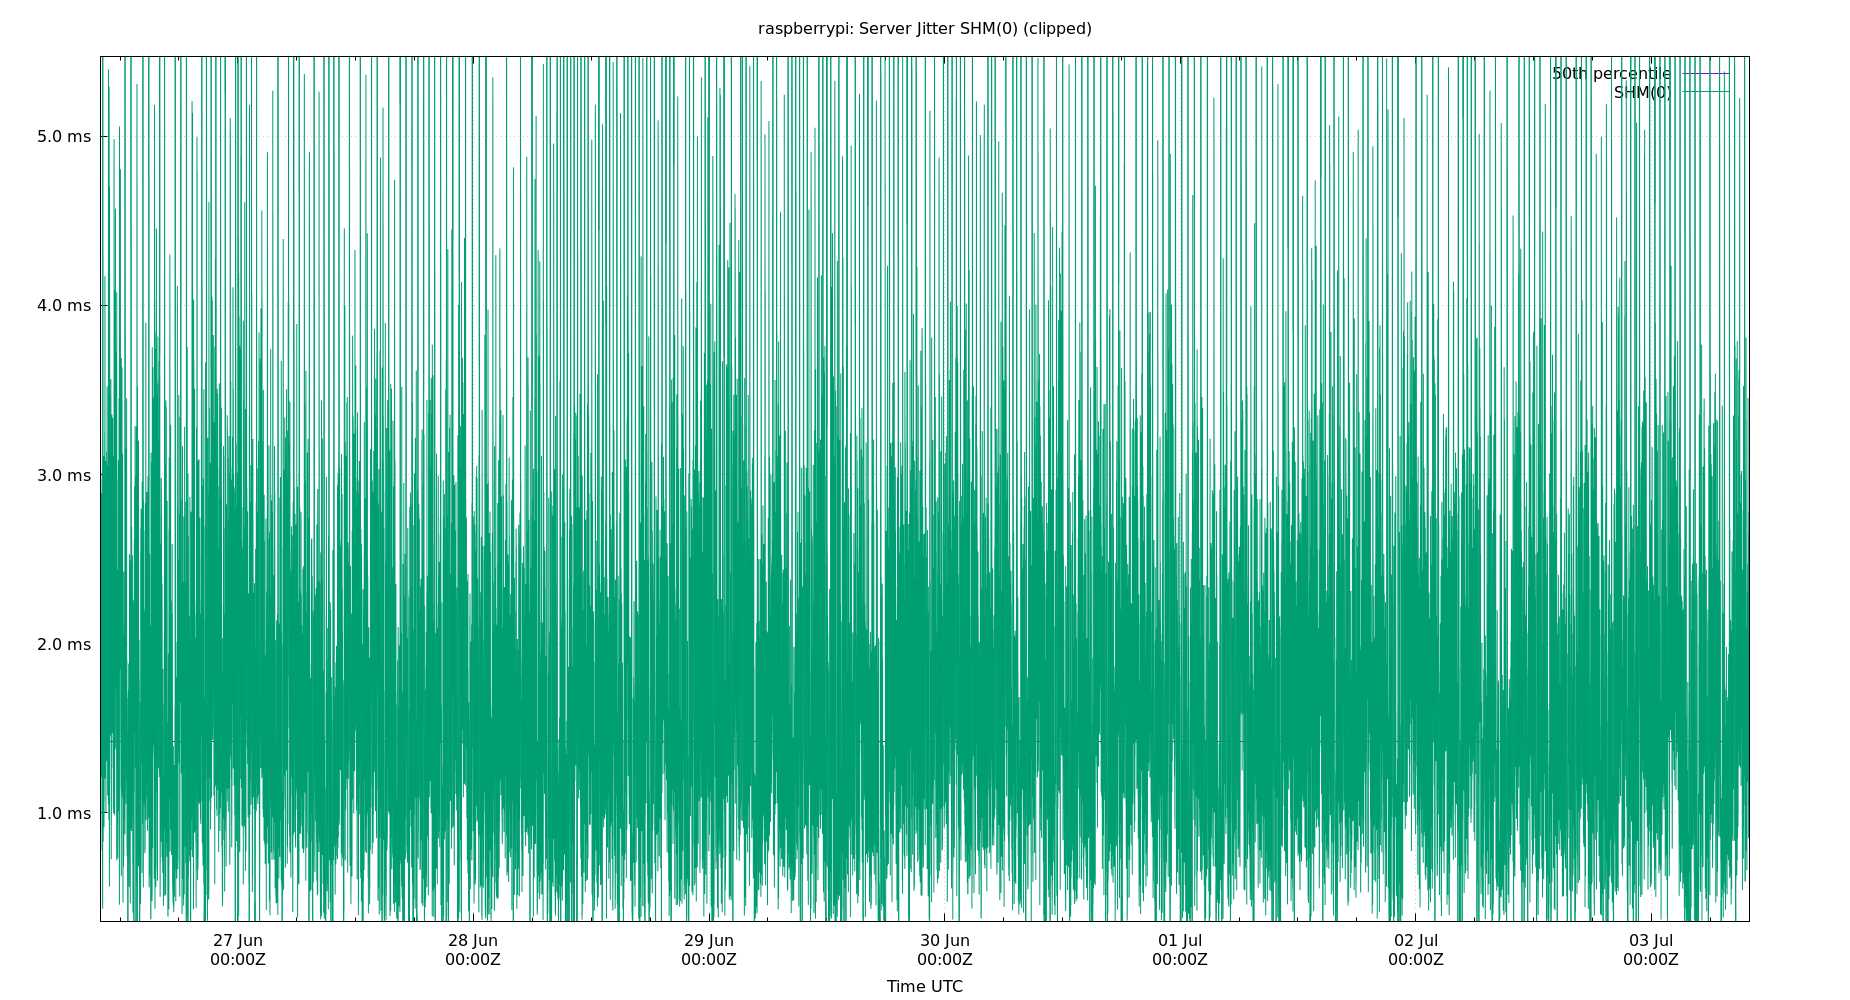 raspberrypi: Server Jitter SHM(0) (clipped)
50th percentile
SHM(0)
5.0 ms
4.0 ms
3.0 ms
2.0 ms
1.0 ms
27 Jun 28 Jun 29 Jun 30 Jun 01 Jul 02 Jul 03 Jul
00:00Z 00:00Z 00:00Z 00:00Z 00:00Z 00:00Z 00:00Z
Time UTC